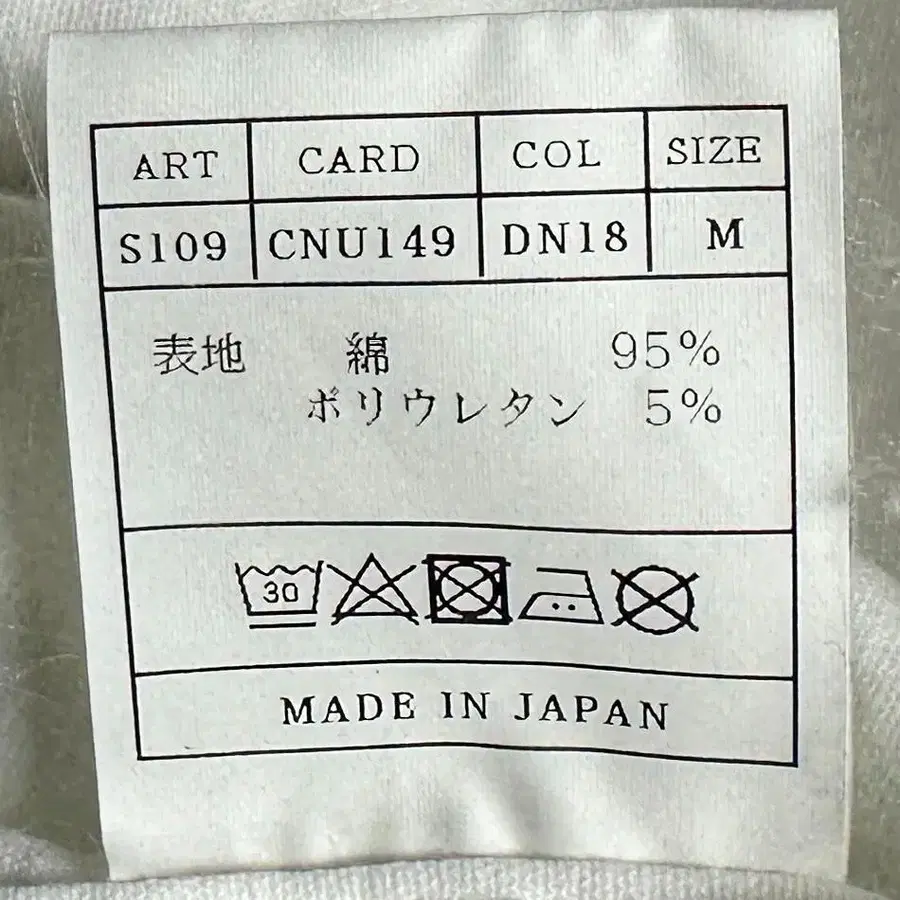 ART CARD COL SIZE
S109 CNU149 DN18 M
表地 綿 95%
ポリウレタン 5%
30
MADE IN JAPAN